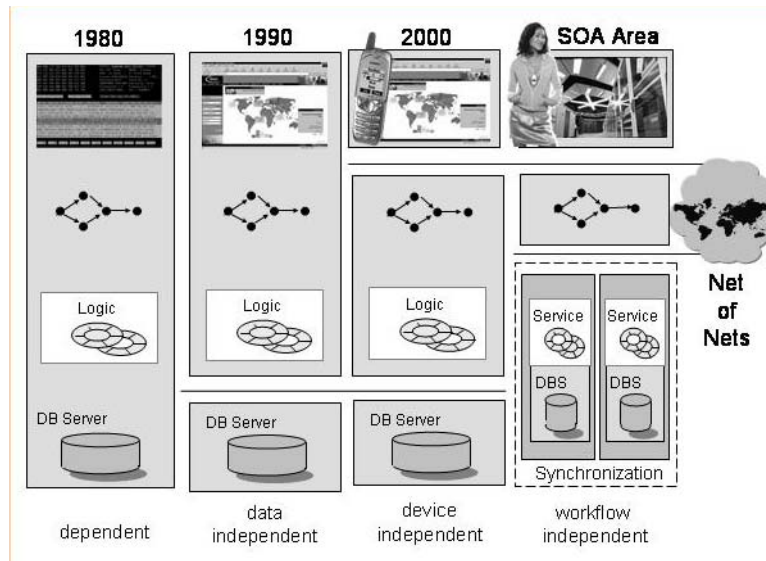 1980
1990
2000
SOA Area
Logic
Logic
Logic
Service
Service
DBS
DBS
DB Server
DB Server
DB Server
Synchronization
Net
of
Nets
dependent
data
independent
device
independent
workflow
independent